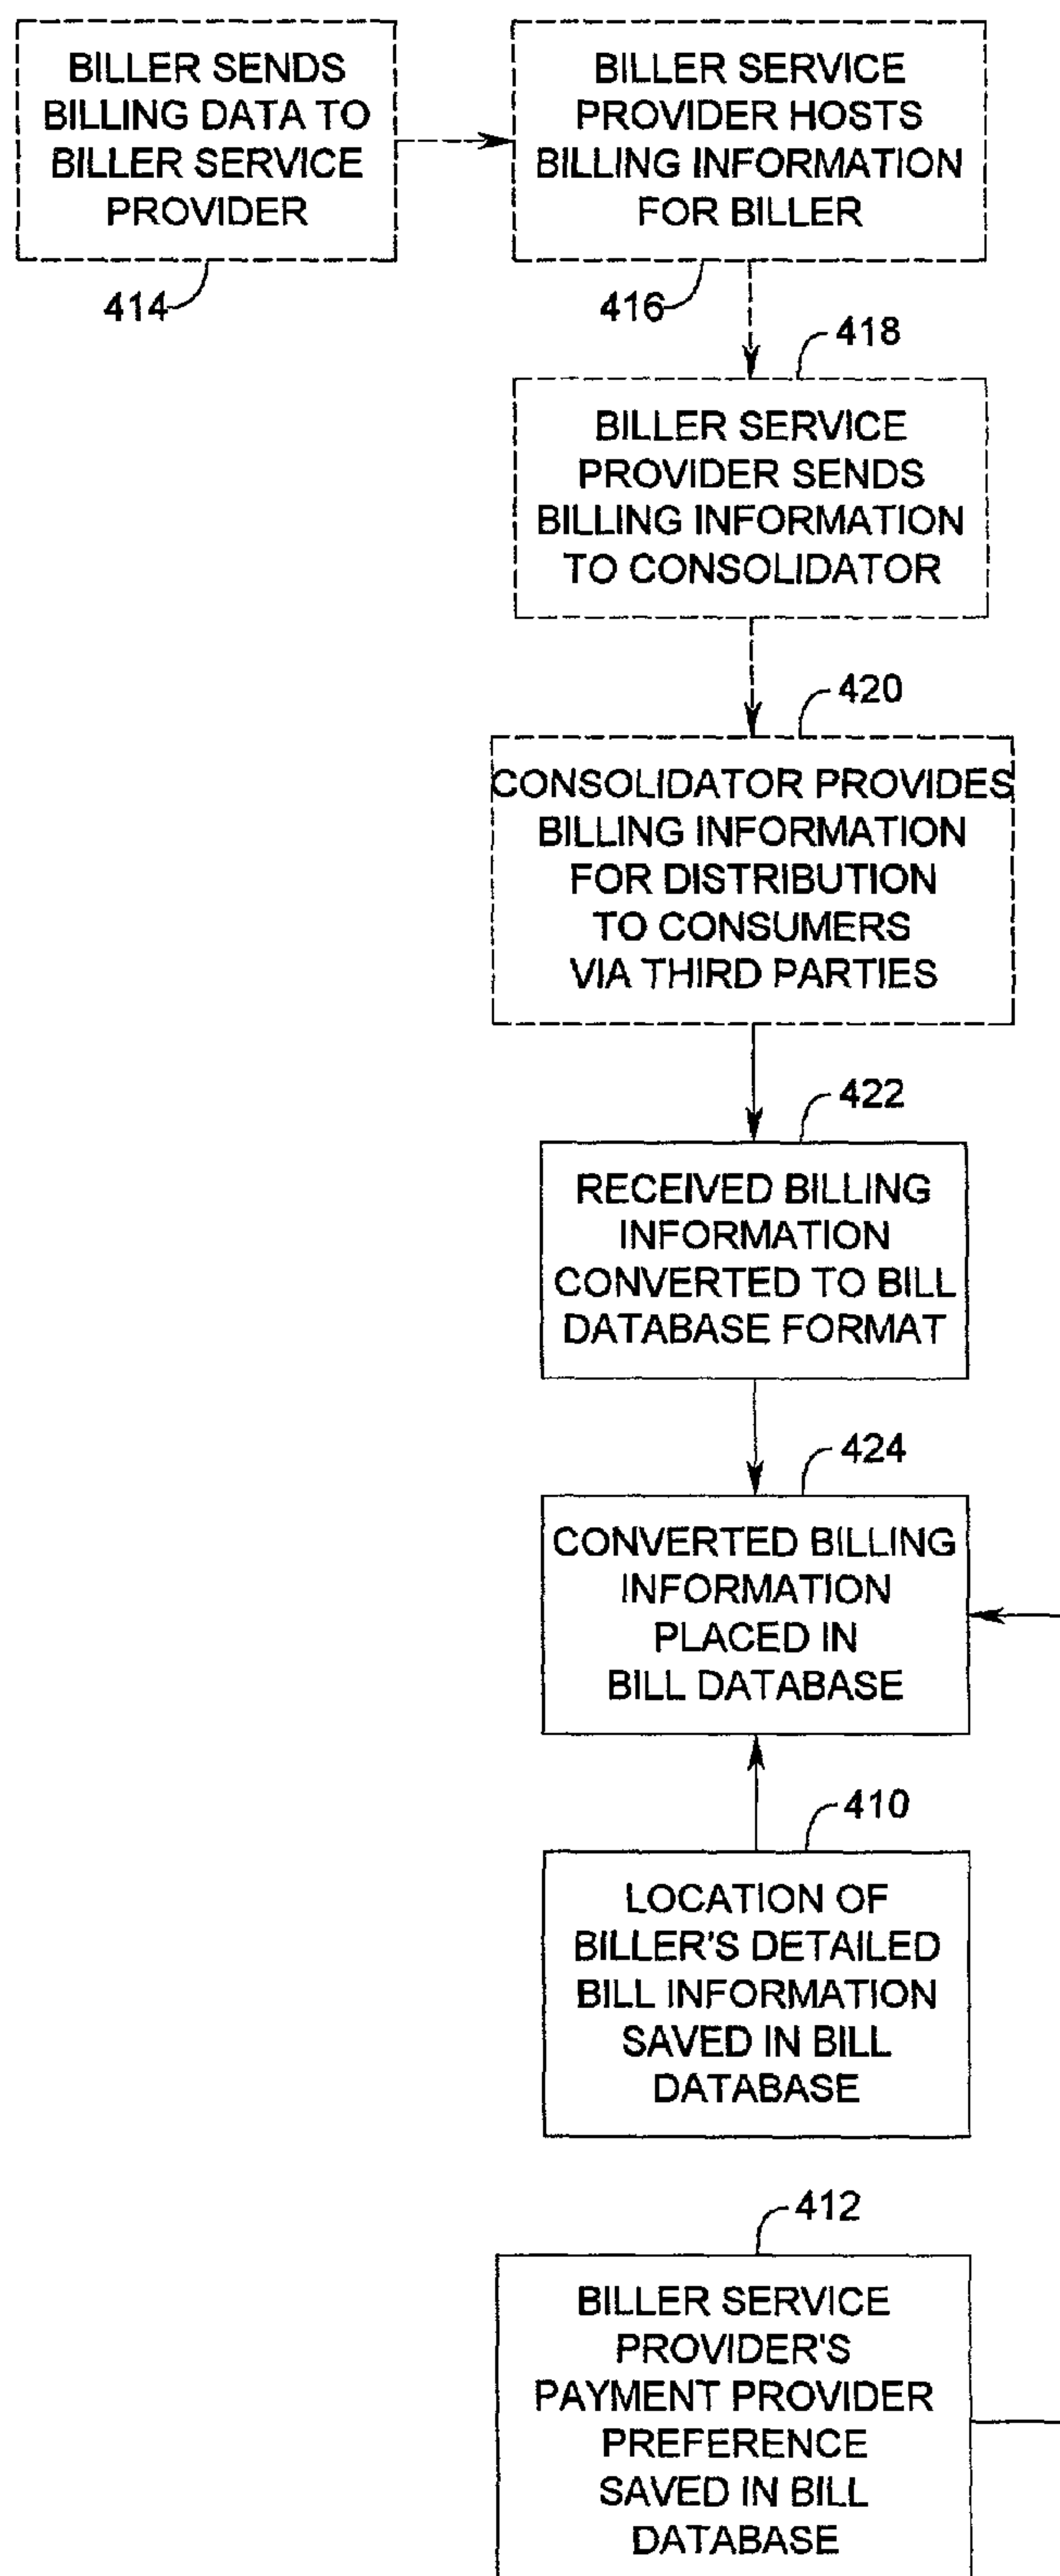 BILLER SENDS
BILLING DATA TO
BILLER SERVICE
PROVIDER
414
BILLER SERVICE
PROVIDER HOSTS
BILLING INFORMATION
FOR BILLER
416
418
BILLER SERVICE
PROVIDER SENDS
BILLING INFORMATION
TO CONSOLIDATOR
420
CONSOLIDATOR PROVIDES
BILLING INFORMATION
FOR DISTRIBUTION
TO CONSUMERS
VIA THIRD PARTIES
422
RECEIVED BILLING
INFORMATION
CONVERTED TO BILL
DATABASE FORMAT
424
CONVERTED BILLING
INFORMATION
PLACED IN
BILL DATABASE
410
LOCATION OF
BILLER'S DETAILED
BILL INFORMATION
SAVED IN BILL
DATABASE
412
BILLER SERVICE
PROVIDER'S
PAYMENT PROVIDER
PREFERENCE
SAVED IN BILL
DATABASE